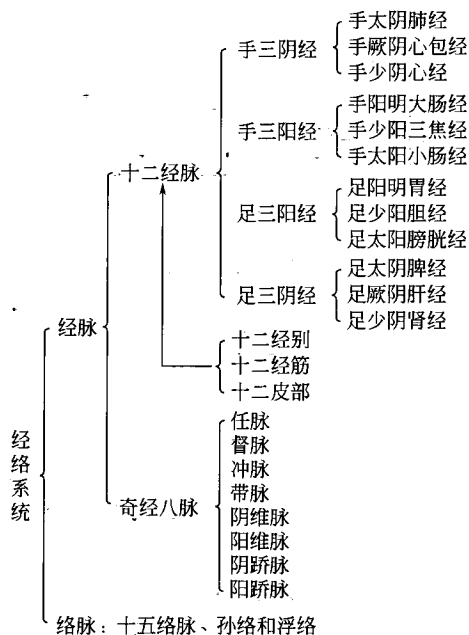 手太阴肺经
手三阴经
手厥阴心包经
手少阴心经
手阳明大肠经
手三阳经
手少阳三焦经
手太阳小肠经
十二经脉
足阳明胃经
足三阳经
足少阳胆经
足太阳膀胱经
足太阴脾经
足三阴经
足厥阴肝经
足少阴肾经
经脉
十二经别
十二经筋
十二皮部
经络系统
任脉
督脉
冲脉
带脉
奇经八脉
阴维脉
阳维脉
阴跷脉
阳跷脉
络脉：十五络脉、孙络和浮络